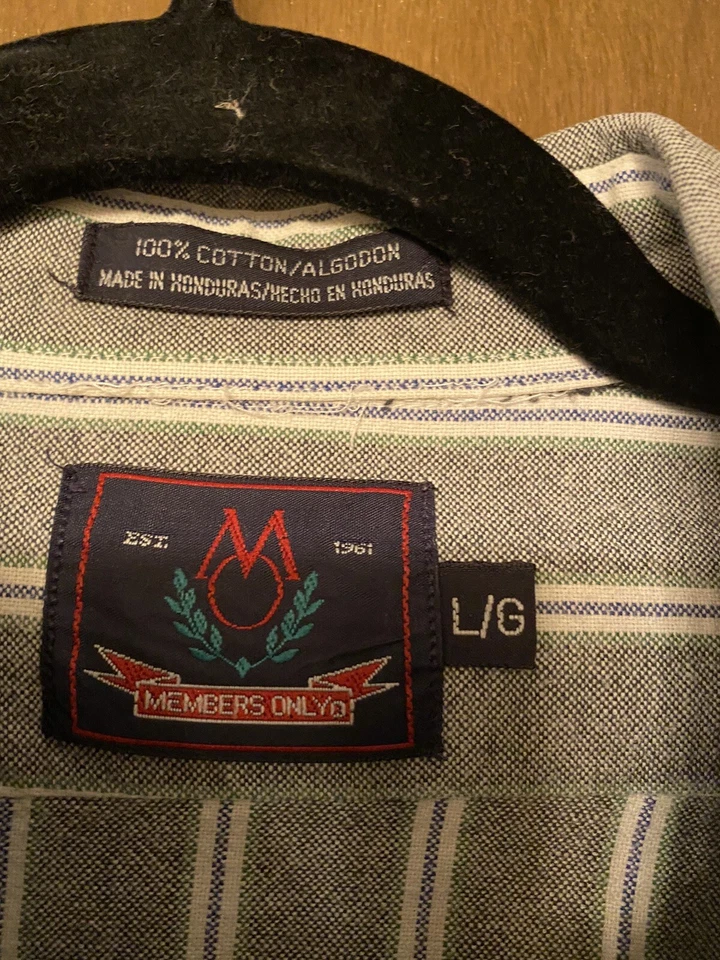 100% COTTON/ALGODON
MADE IN HONDURAS/HECHO EN HONDURAS
MO
EST. 1961
MEMBERS ONLY®
L/G